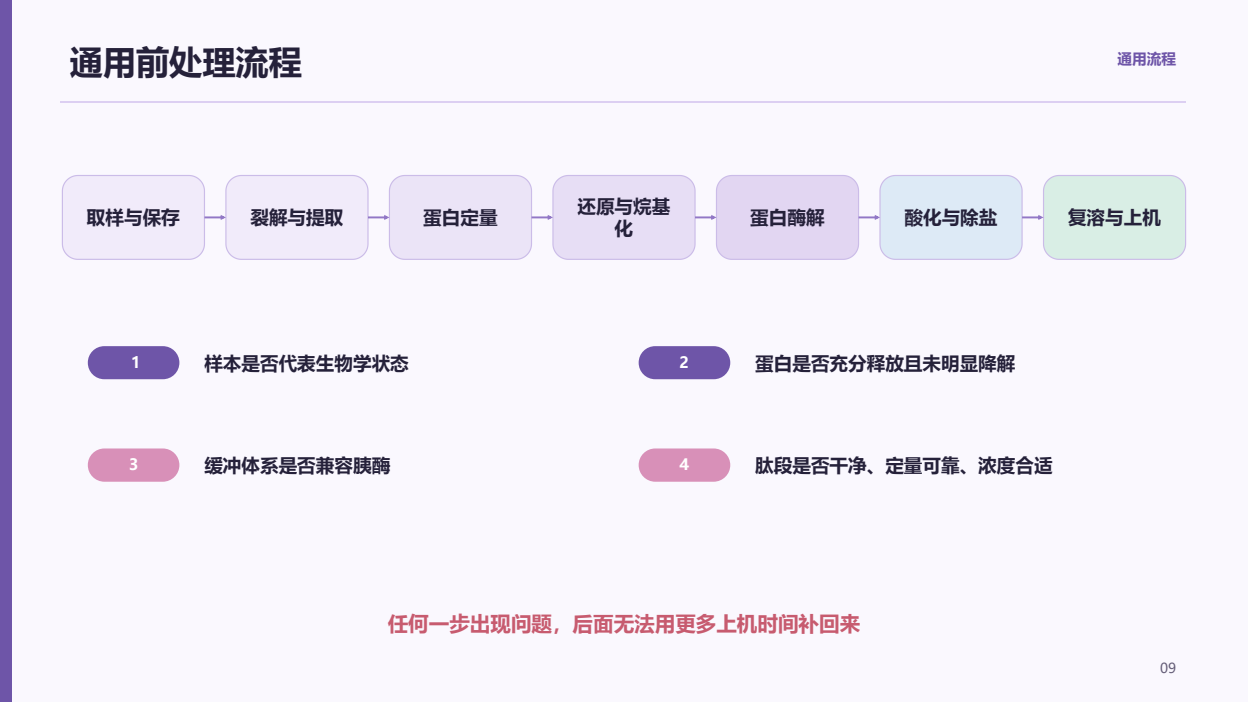 通用前处理流程
通用流程
取样与保存
裂解与提取
蛋白定量
还原与烷基
化
蛋白酶解
酸化与除盐
复溶与上机
1
样本是否代表生物学状态
2
蛋白是否充分释放且未明显降解
3
缓冲体系是否兼容胰酶
4
肽段是否干净、定量可靠、浓度合适
任何一步出现问题，后面无法用更多上机时间补回来
09